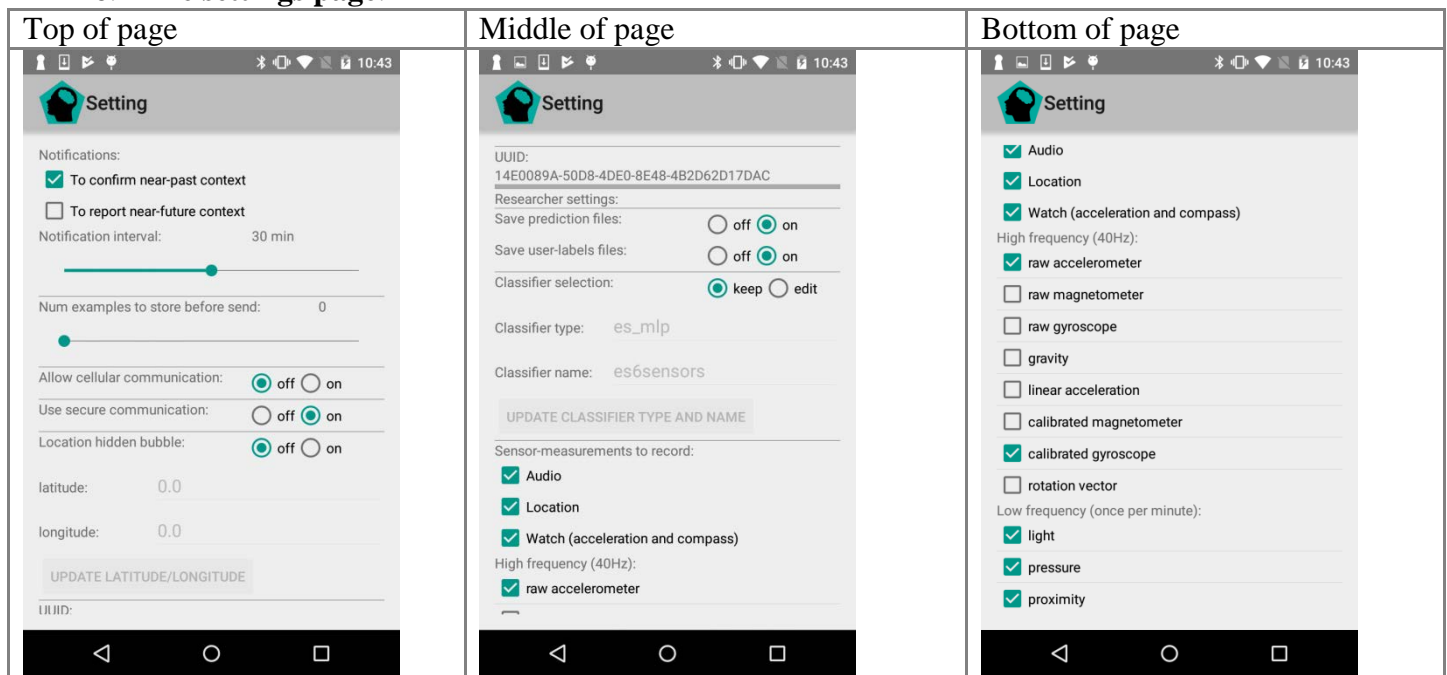 Top of page
Middle of page
Bottom of page
10:43
Setting
Notifications:
To confirm near-past context
To report near-future context
Notification interval: 30 min
Num examples to store before send: 0
Allow cellular communication: off on
Use secure communication: off on
Location hidden bubble: off on
latitude: 0.0
longitude: 0.0
UPDATE LATITUDE/LONGITUDE
UUID:
10:43
Setting
UUID:
14E0089A-50D8-4DE0-8E48-4B2D62D17DAC
Researcher settings:
Save prediction files: off on
Save user-labels files: off on
Classifier selection: keep edit
Classifier type: es_mlp
Classifier name: es6sensors
UPDATE CLASSIFIER TYPE AND NAME
Sensor-measurements to record:
Audio
Location
Watch (acceleration and compass)
High frequency (40Hz):
raw accelerometer
10:43
Setting
Audio
Location
Watch (acceleration and compass)
High frequency (40Hz):
raw accelerometer
raw magnetometer
raw gyroscope
gravity
linear acceleration
calibrated magnetometer
calibrated gyroscope
rotation vector
Low frequency (once per minute):
light
pressure
proximity